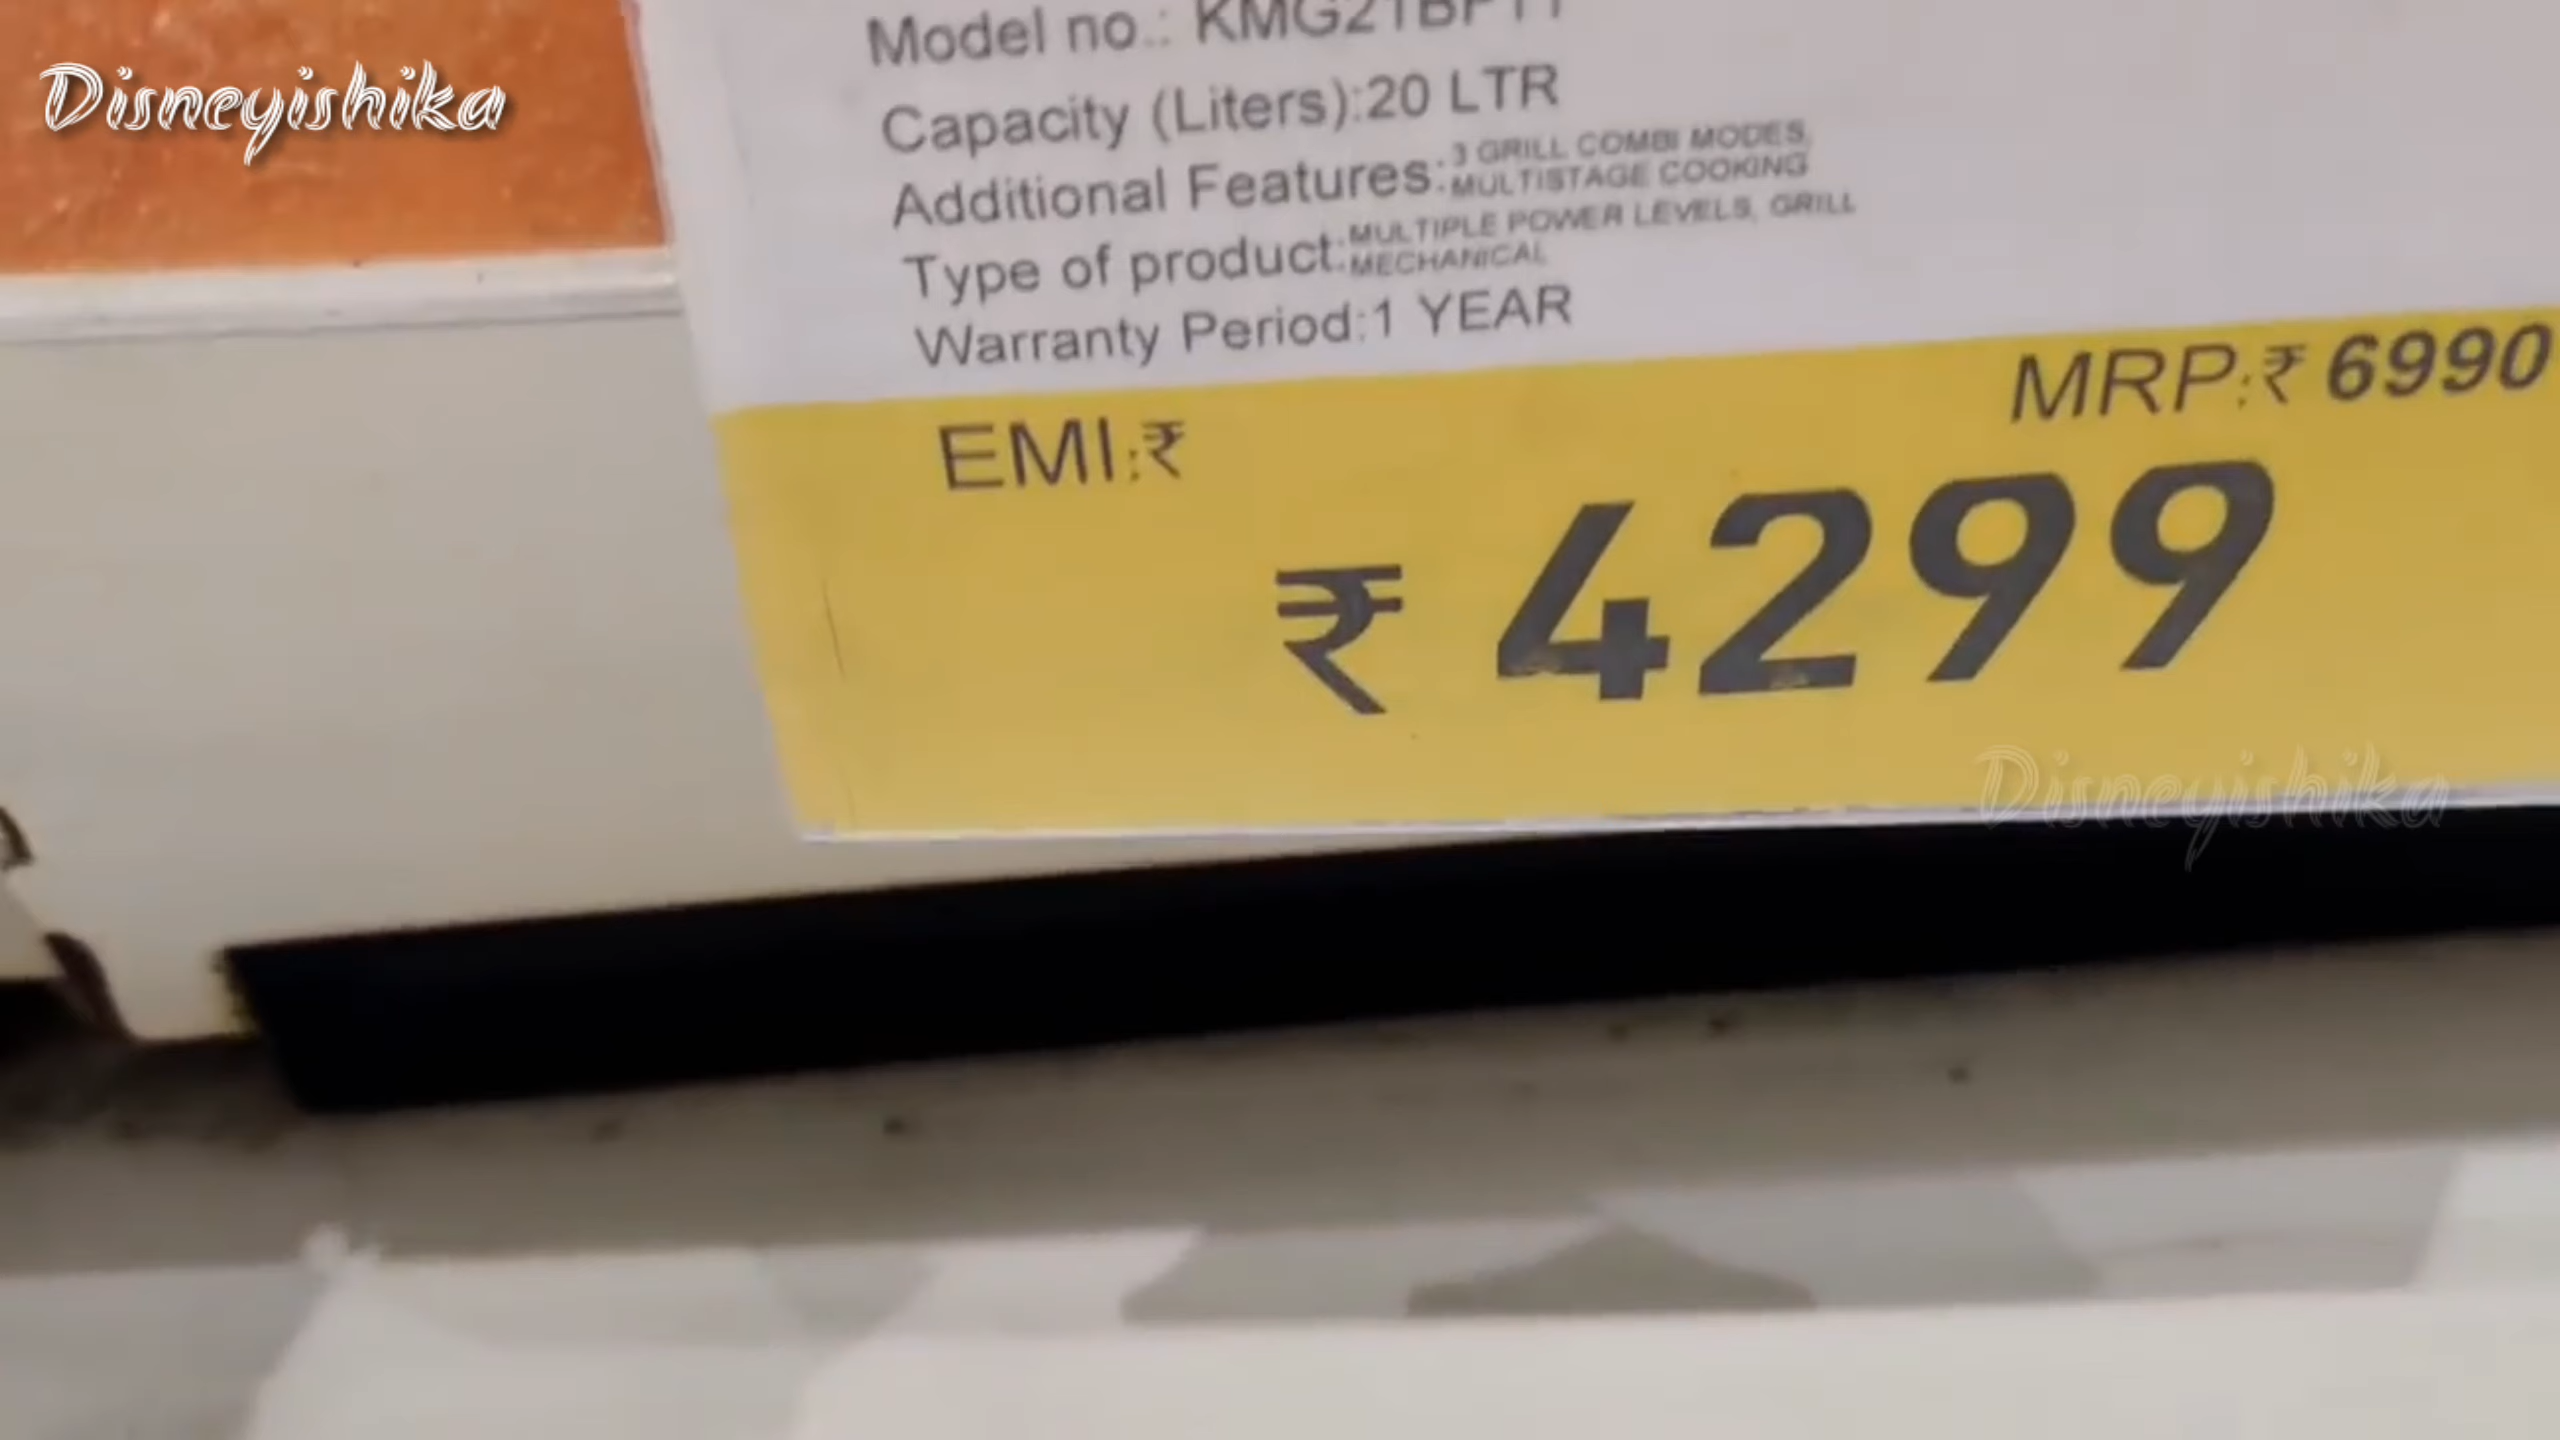 Disneyishika
Model no.:
Capacity (Liters):20 LTR
Additional Features:3 GRILL COMBI MODES,
MULTISTAGE COOKING
Type of product:MULTIPLE POWER LEVELS, GRILL
MECHANICAL
Warranty Period:1 YEAR
MRP:₹ 6990
EMI:₹
₹ 4299
Disneyishika